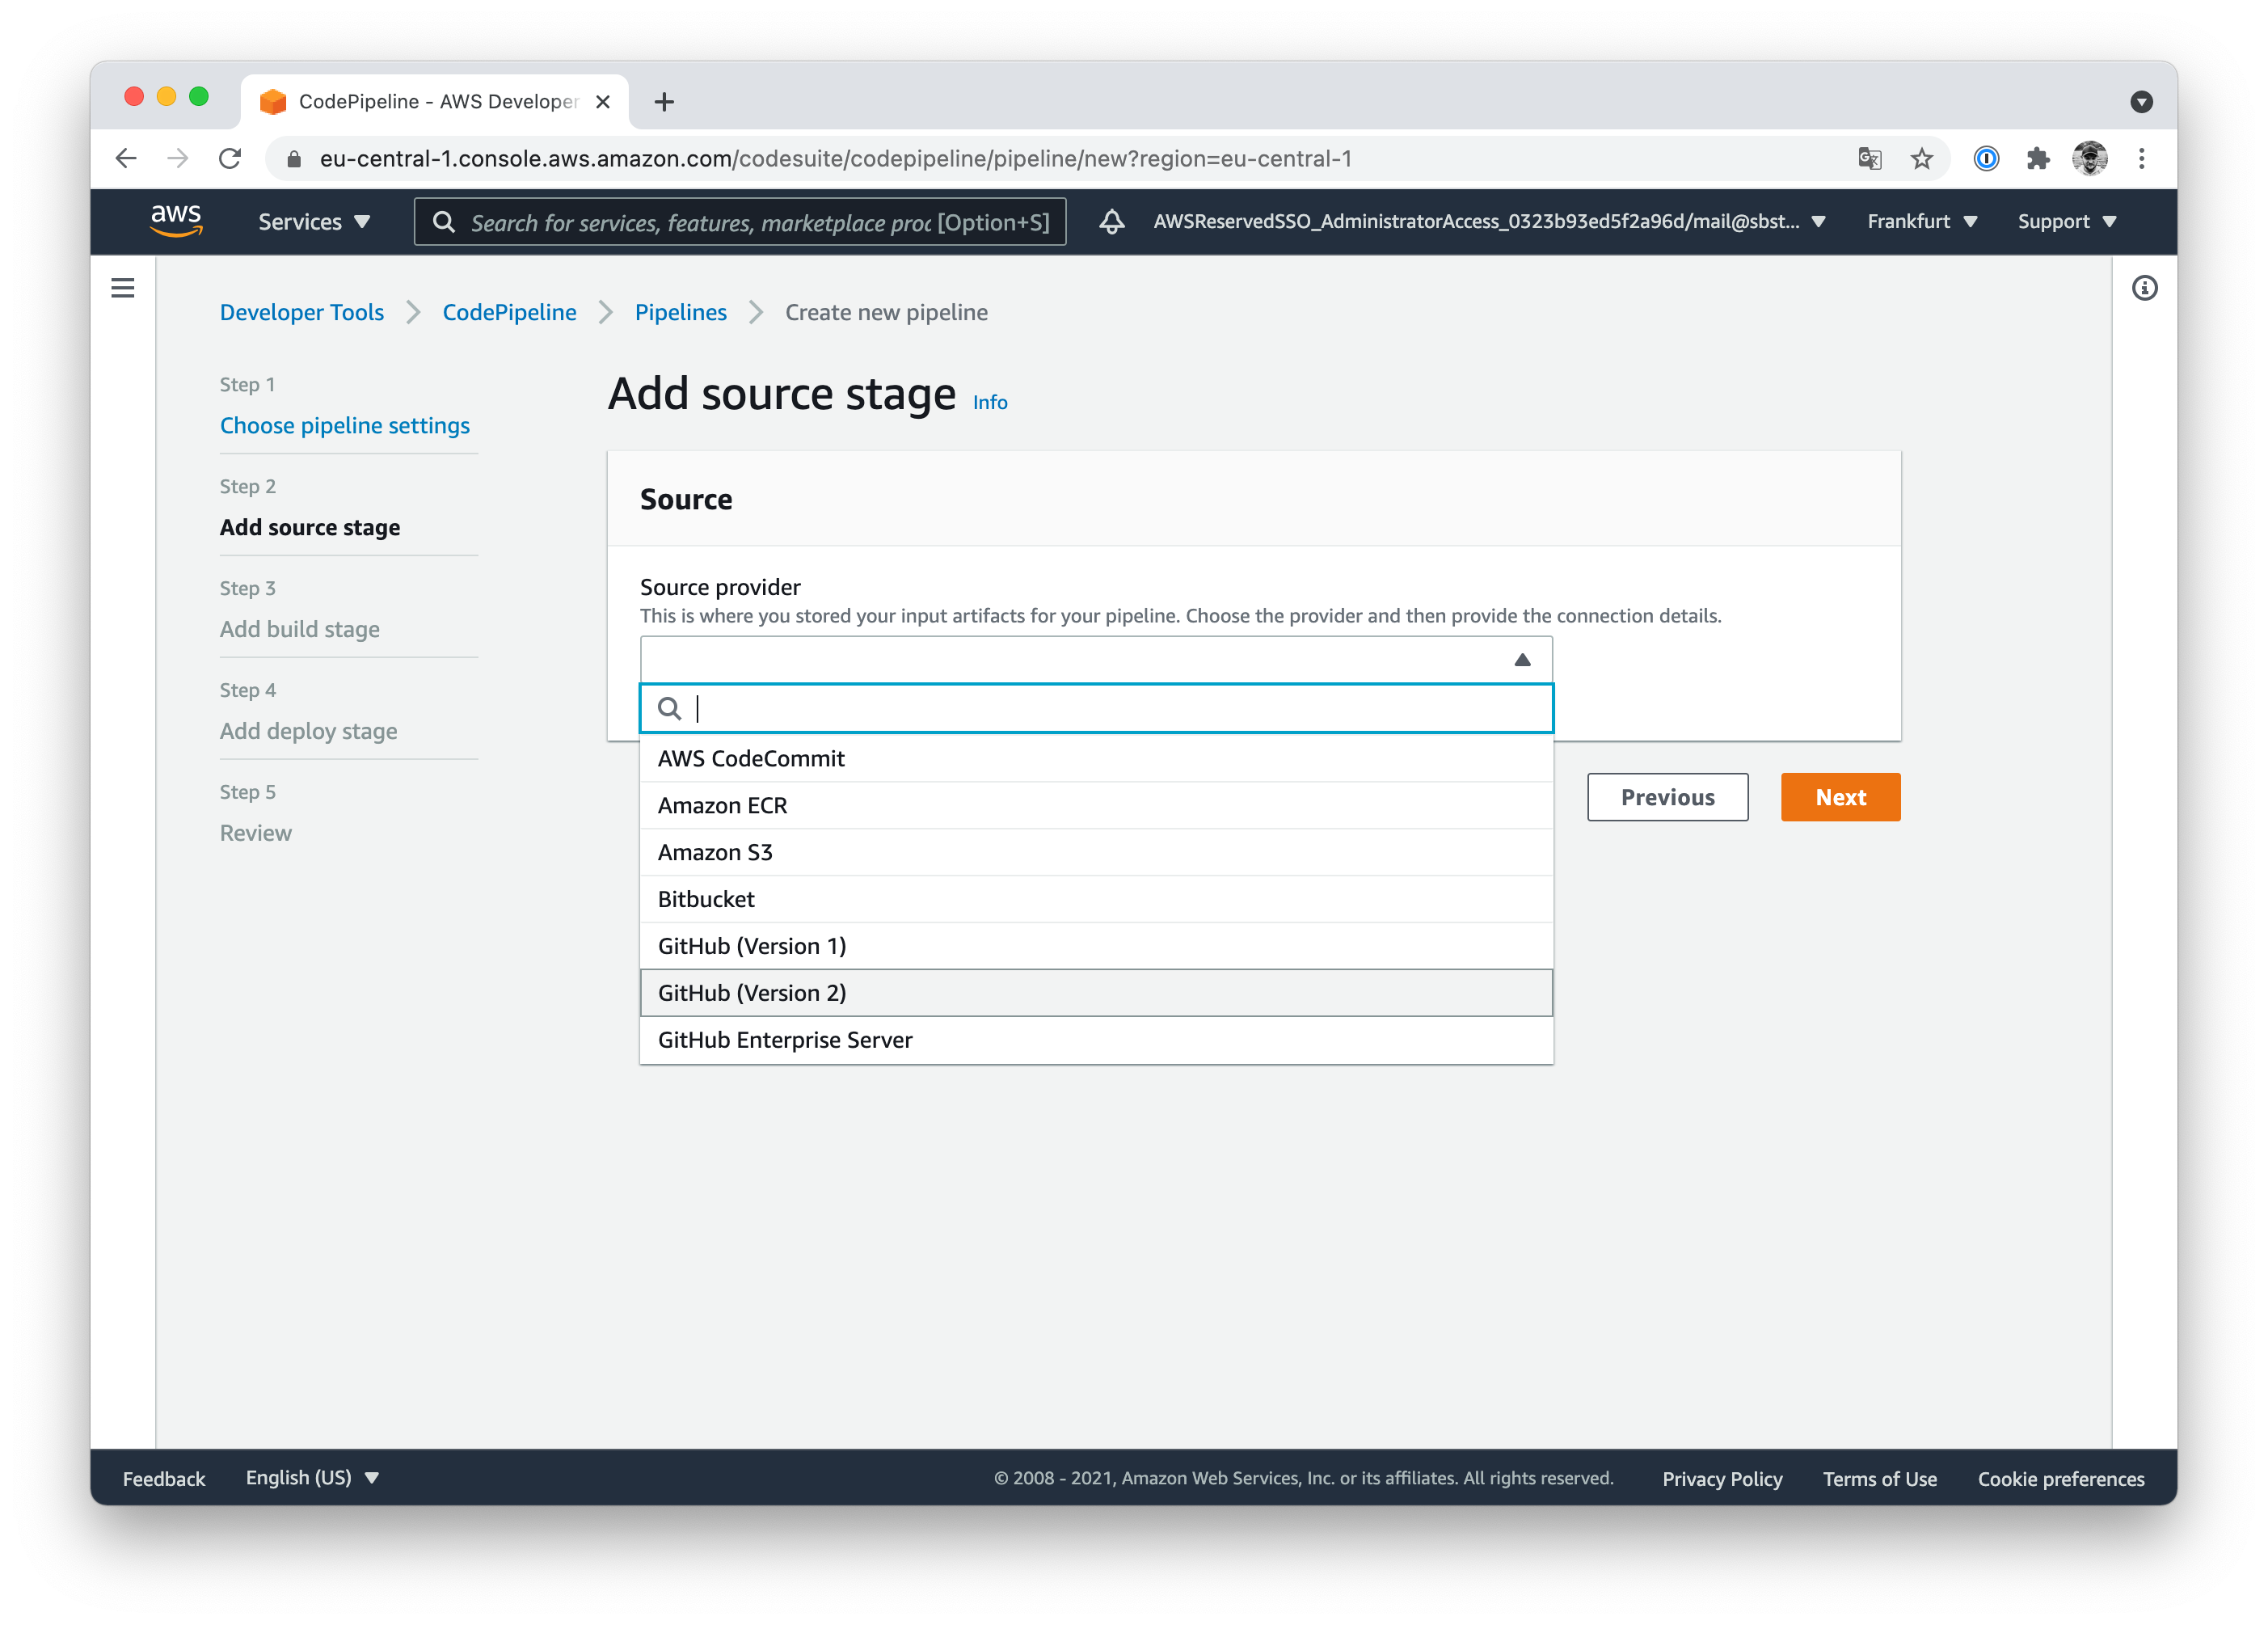 CodePipeline - AWS Developer
eu-central-1.console.aws.amazon.com/codesuite/codepipeline/pipeline/new?region=eu-central-1
aws Services Search for services, features, marketplace proc [Option+S] AWSReservedSSO_AdministratorAccess_0323b93ed5f2a96d/mail@sbst... Frankfurt Support
Developer Tools CodePipeline Pipelines Create new pipeline
Step 1
Choose pipeline settings
Step 2
Add source stage
Step 3
Add build stage
Step 4
Add deploy stage
Step 5
Review
Add source stage Info
Source
Source provider
This is where you stored your input artifacts for your pipeline. Choose the provider and then provide the connection details.
AWS CodeCommit
Amazon ECR
Amazon S3
Bitbucket
GitHub (Version 1)
GitHub (Version 2)
GitHub Enterprise Server
Previous Next
Feedback English (US) © 2008 - 2021, Amazon Web Services, Inc. or its affiliates. All rights reserved. Privacy Policy Terms of Use Cookie preferences